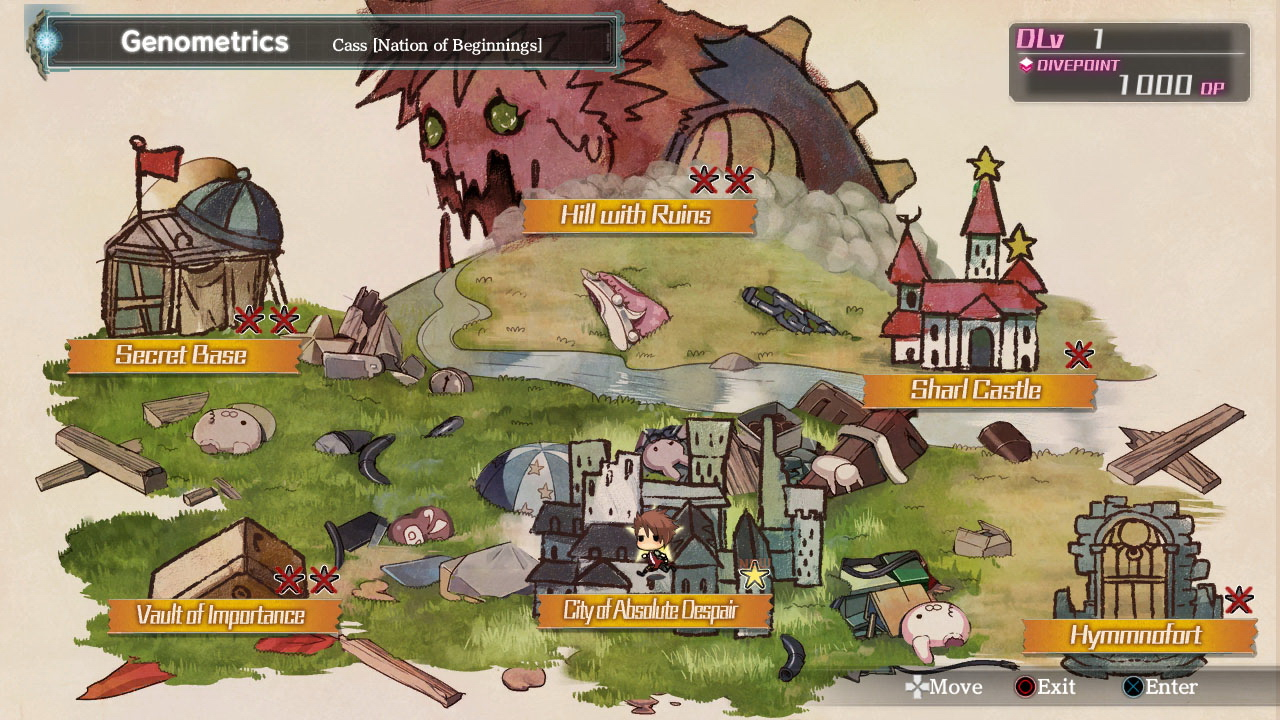 Genometrics Cass [Nation of Beginnings]
DLv 1
DIVEPOINT
1000 DP
Hill with Ruins
Secret Base
Sharl Castle
Vault of Importance
City of Absolute Despair
Hymmnofort
Move Exit Enter